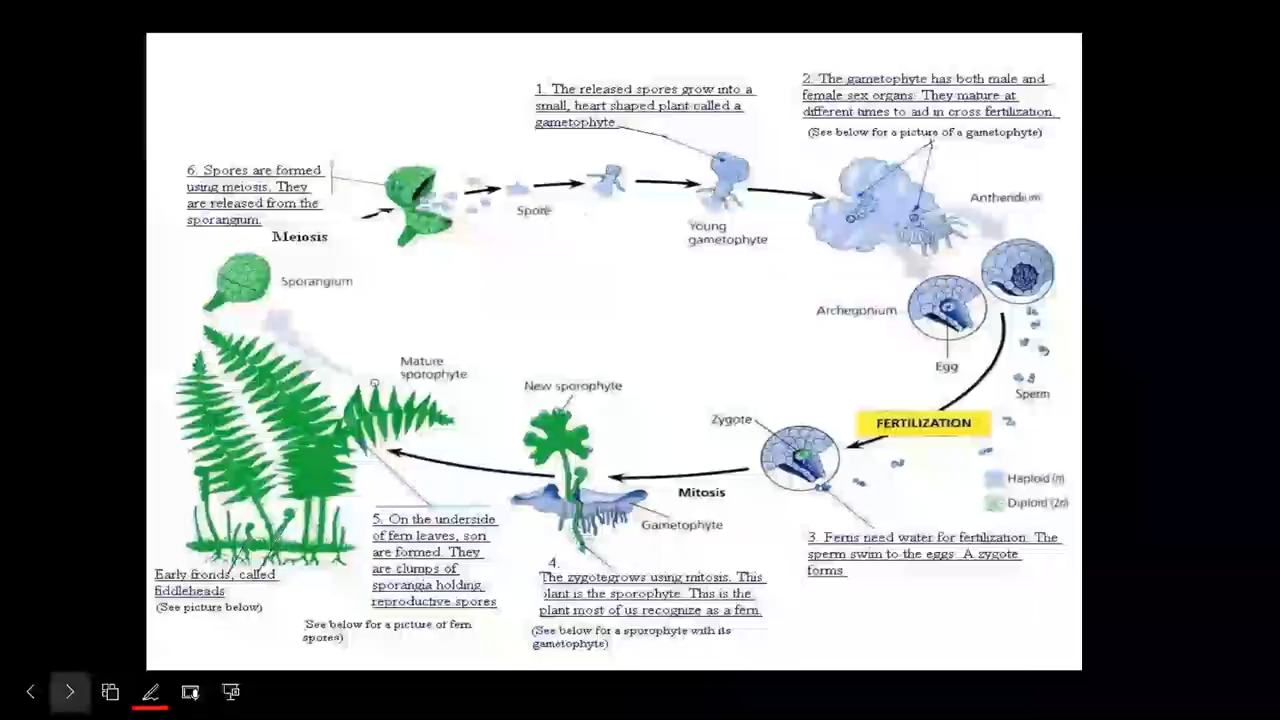 1. The released spores grow into a
small, heart shaped plant called a
gametophyte
2. The gametophyte has both male and
female sex organs. They mature at
different times to aid in cross fertilization.
(See below for a picture of a gametophyte)
6. Spores are formed
using meiosis. They
are released from the
sporangium.
Meiosis
Spore
Young
gametophyte
Antheridium
Sporangium
Archegonium
Egg
Sperm
Mature
sporophyte
New sporophyte
Zygote
FERTILIZATION
Mitosis
Gametophyte
Haploid (n)
Diploid (2n)
3. Ferns need water for fertilization. The
sperm swim to the eggs. A zygote
forms
5. On the underside
of fern leaves, sori
are formed. They
are clumps of
sporangia holding
reproductive spores
(See below for a picture of fern
spores)
4.
The zygotegrows using mitosis. This
plant is the sporophyte. This is the
plant most of us recognize as a fern.
(See below for a sporophyte with its
gametophyte)
Early fronds, called
fiddleheads
(See picture below)